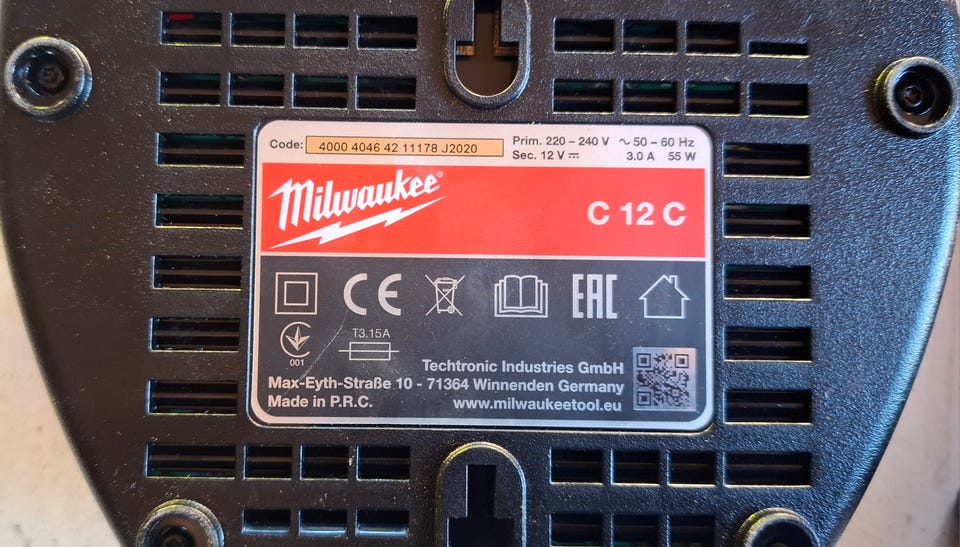 Code: 4000 4046 42 11178 J2020
Prim. 220 – 240 V ~ 50 – 60 Hz
Sec. 12 V ⎓ 3.0 A 55 W
Milwaukee®
C 12 C
CE
EAC
001
T3.15A
Techtronic Industries GmbH
Max-Eyth-Straße 10 - 71364 Winnenden Germany
Made in P.R.C. www.milwaukeetool.eu